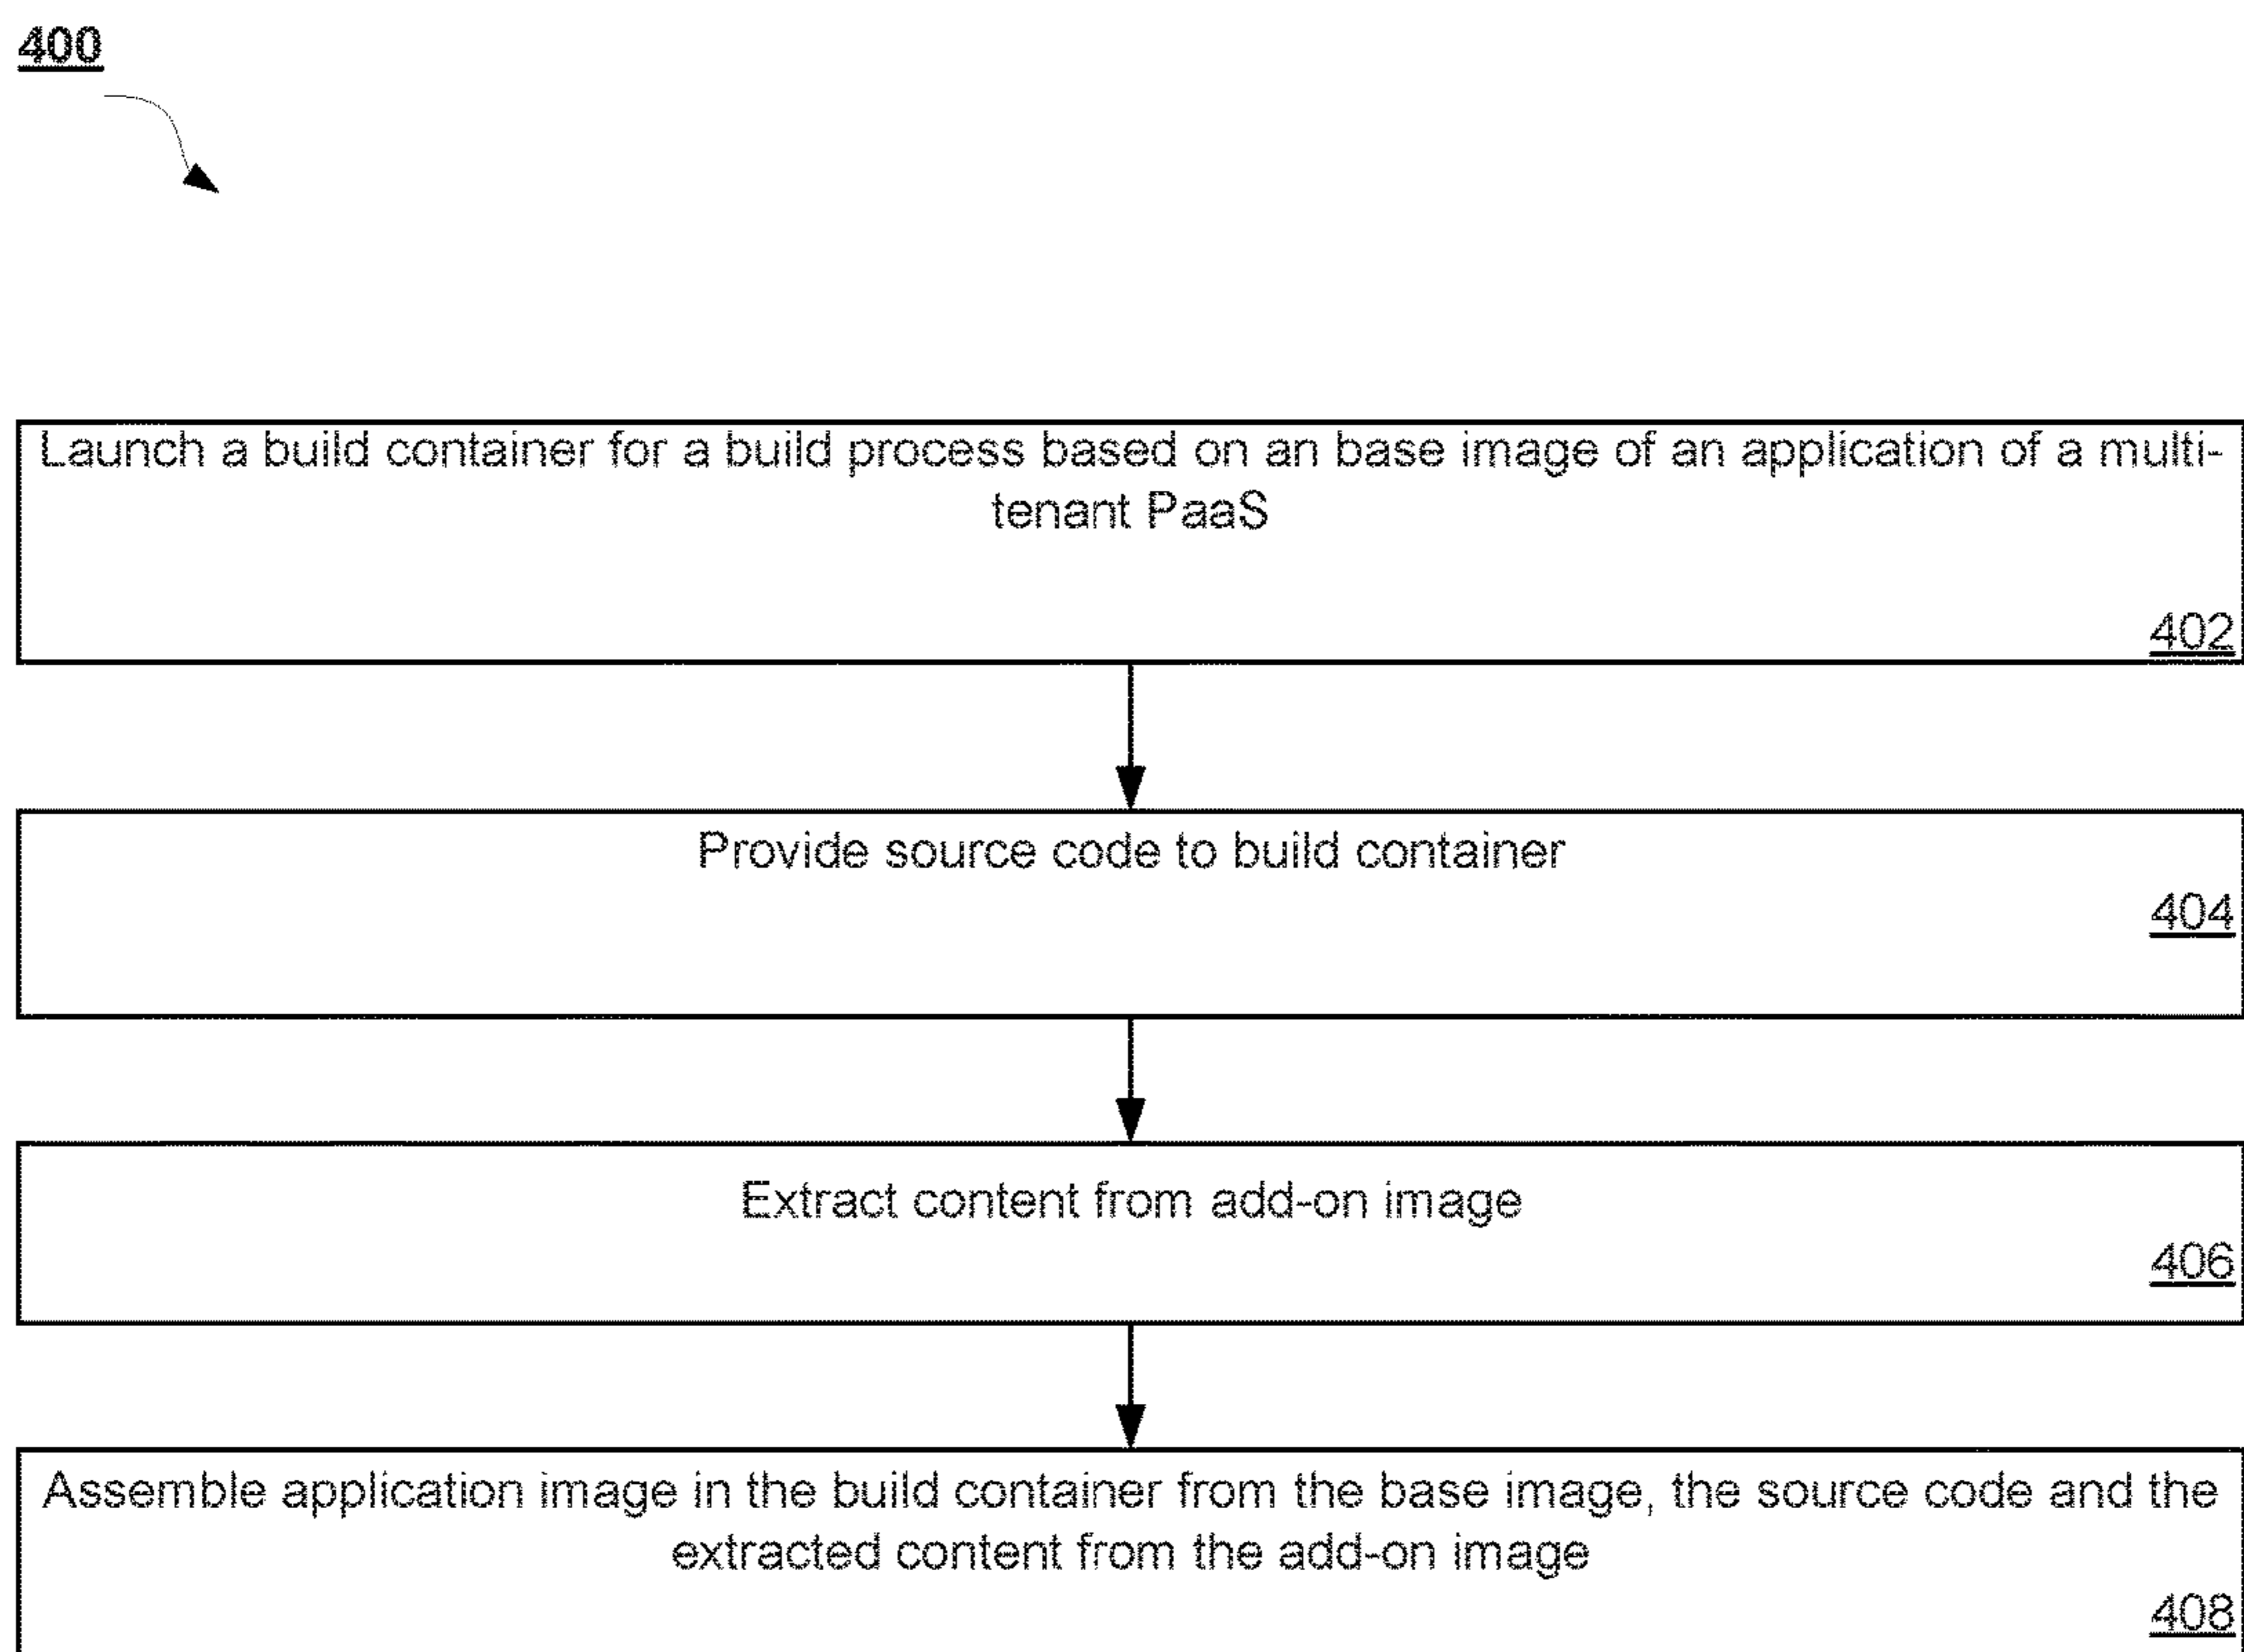 400
Launch a build container for a build process based on an base image of an application of a multi-
tenant PaaS
402
Provide source code to build container
404
Extract content from add-on image
406
Assemble application image in the build container from the base image, the source code and the
extracted content from the add-on image
408